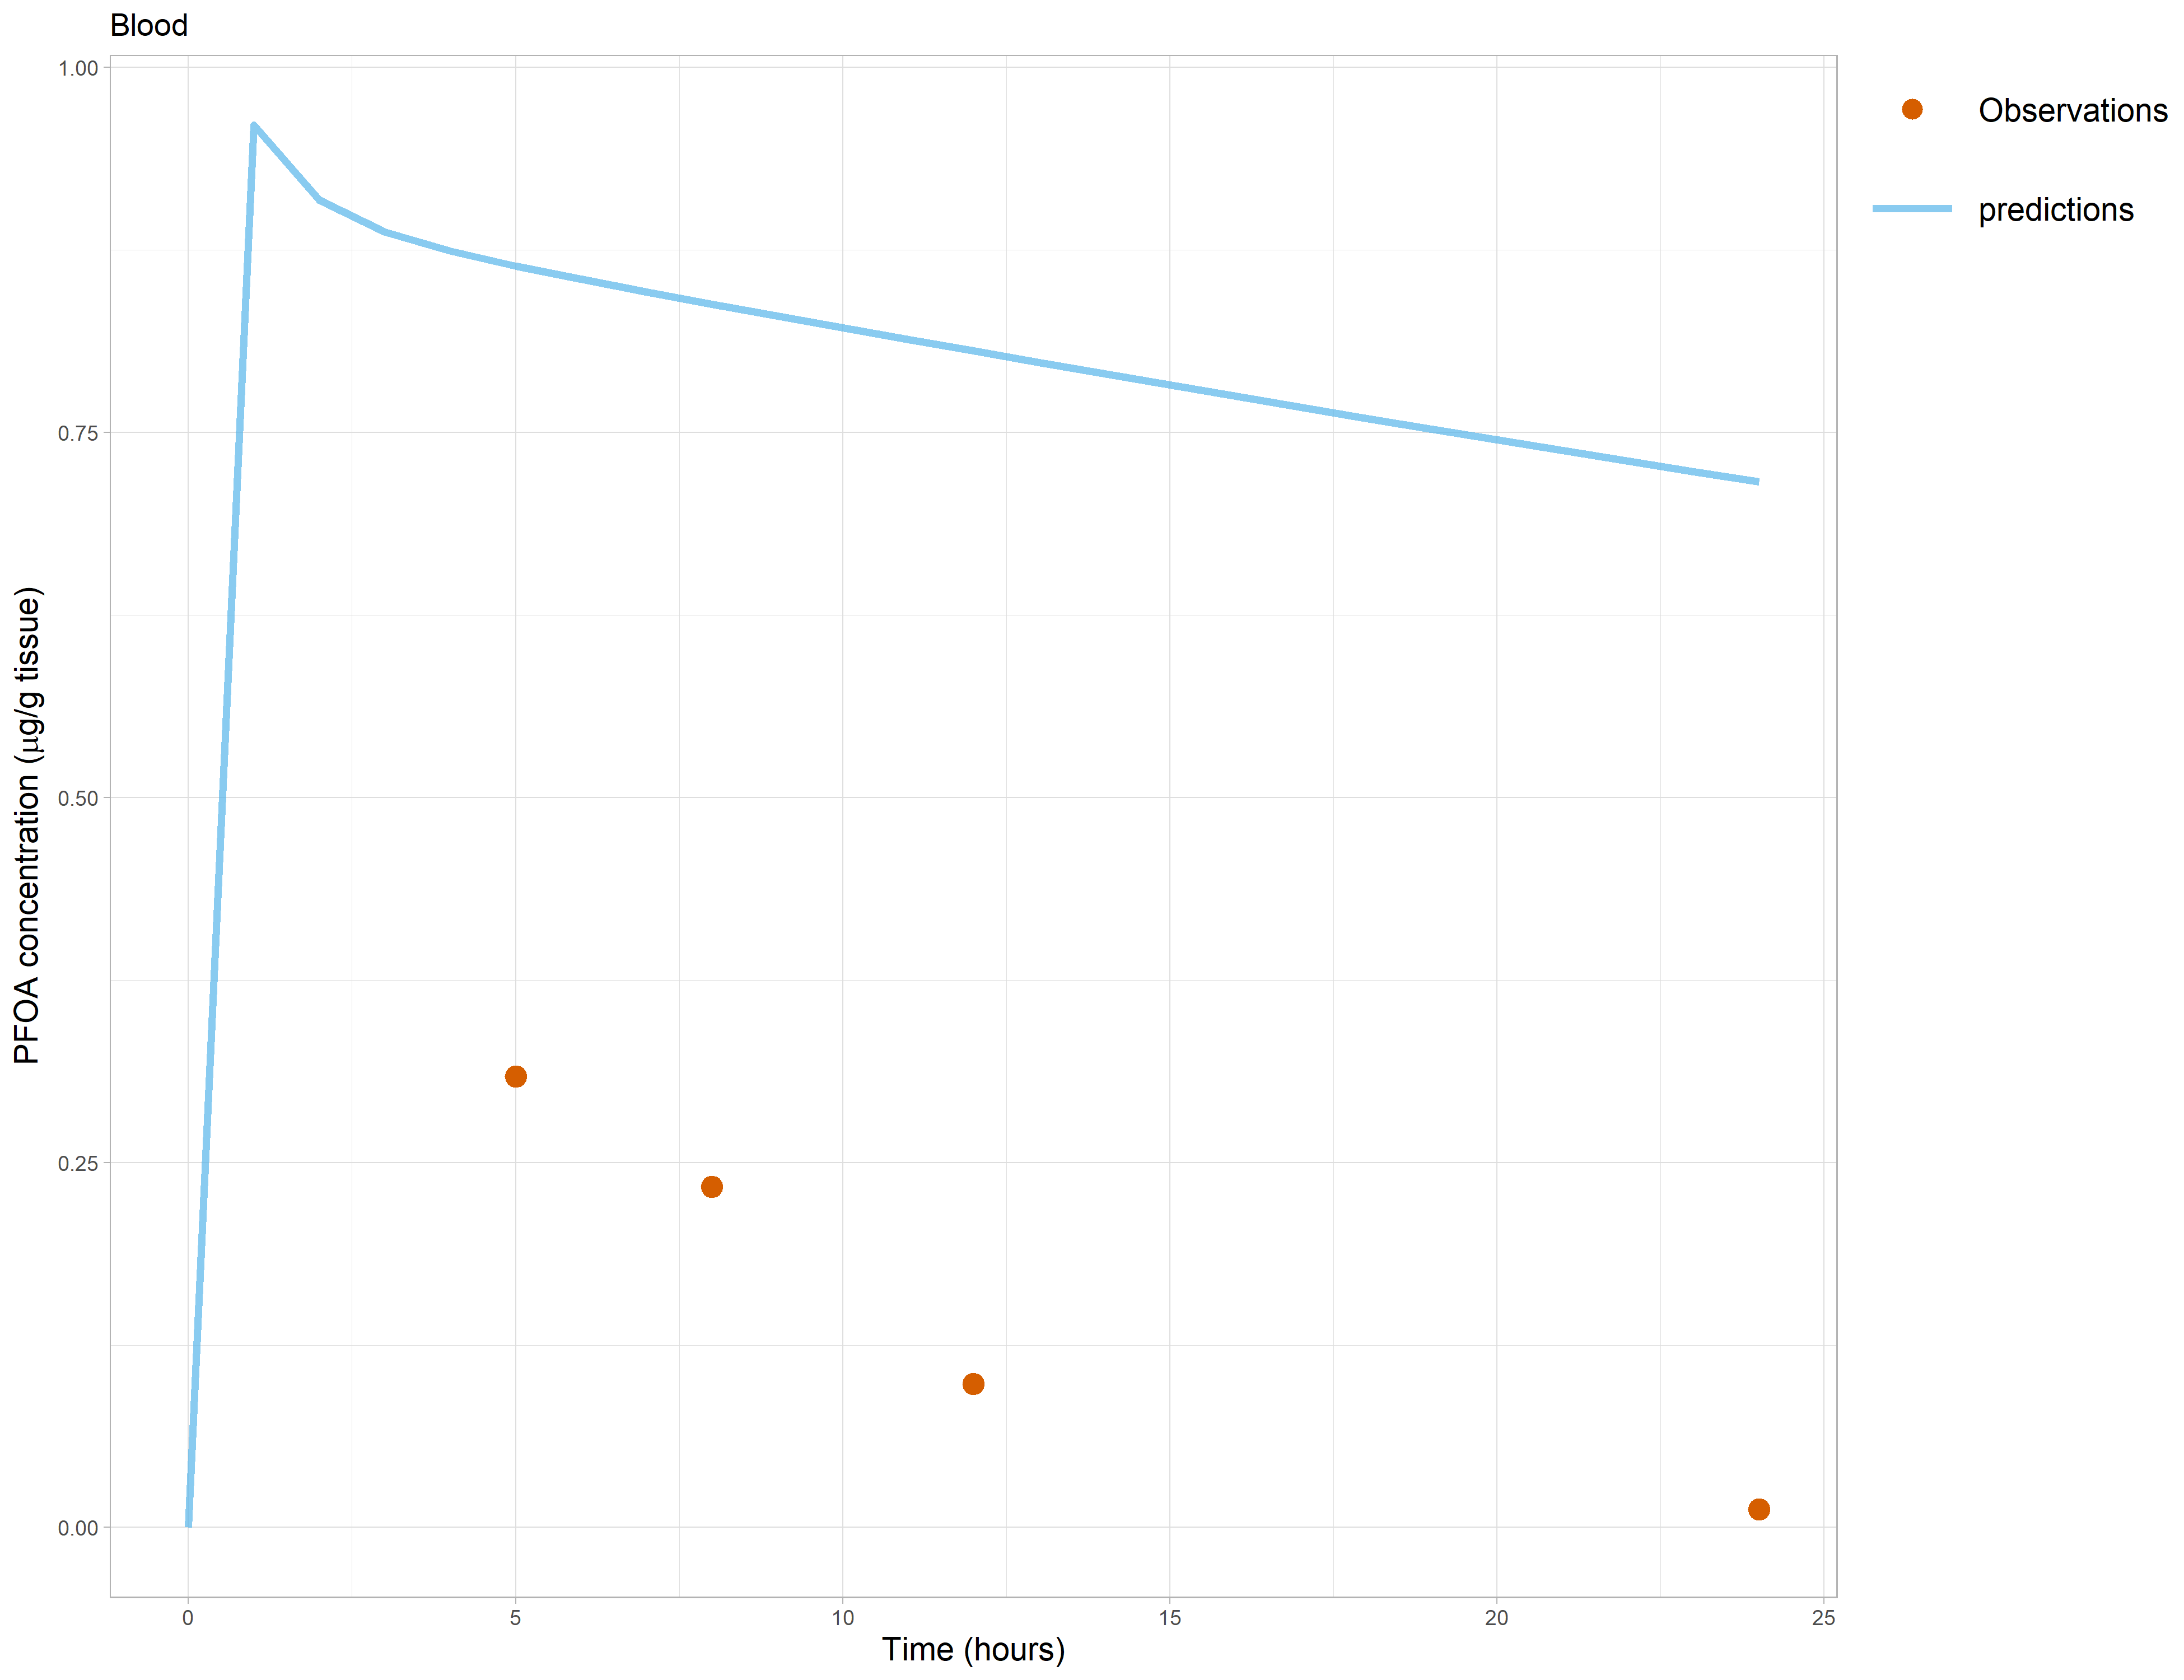 Blood
1.00
0.75
0.50
0.25
0.00
PFOA concentration (μg/g tissue)
0 5 10 15 20 25
Time (hours)
Observations
predictions